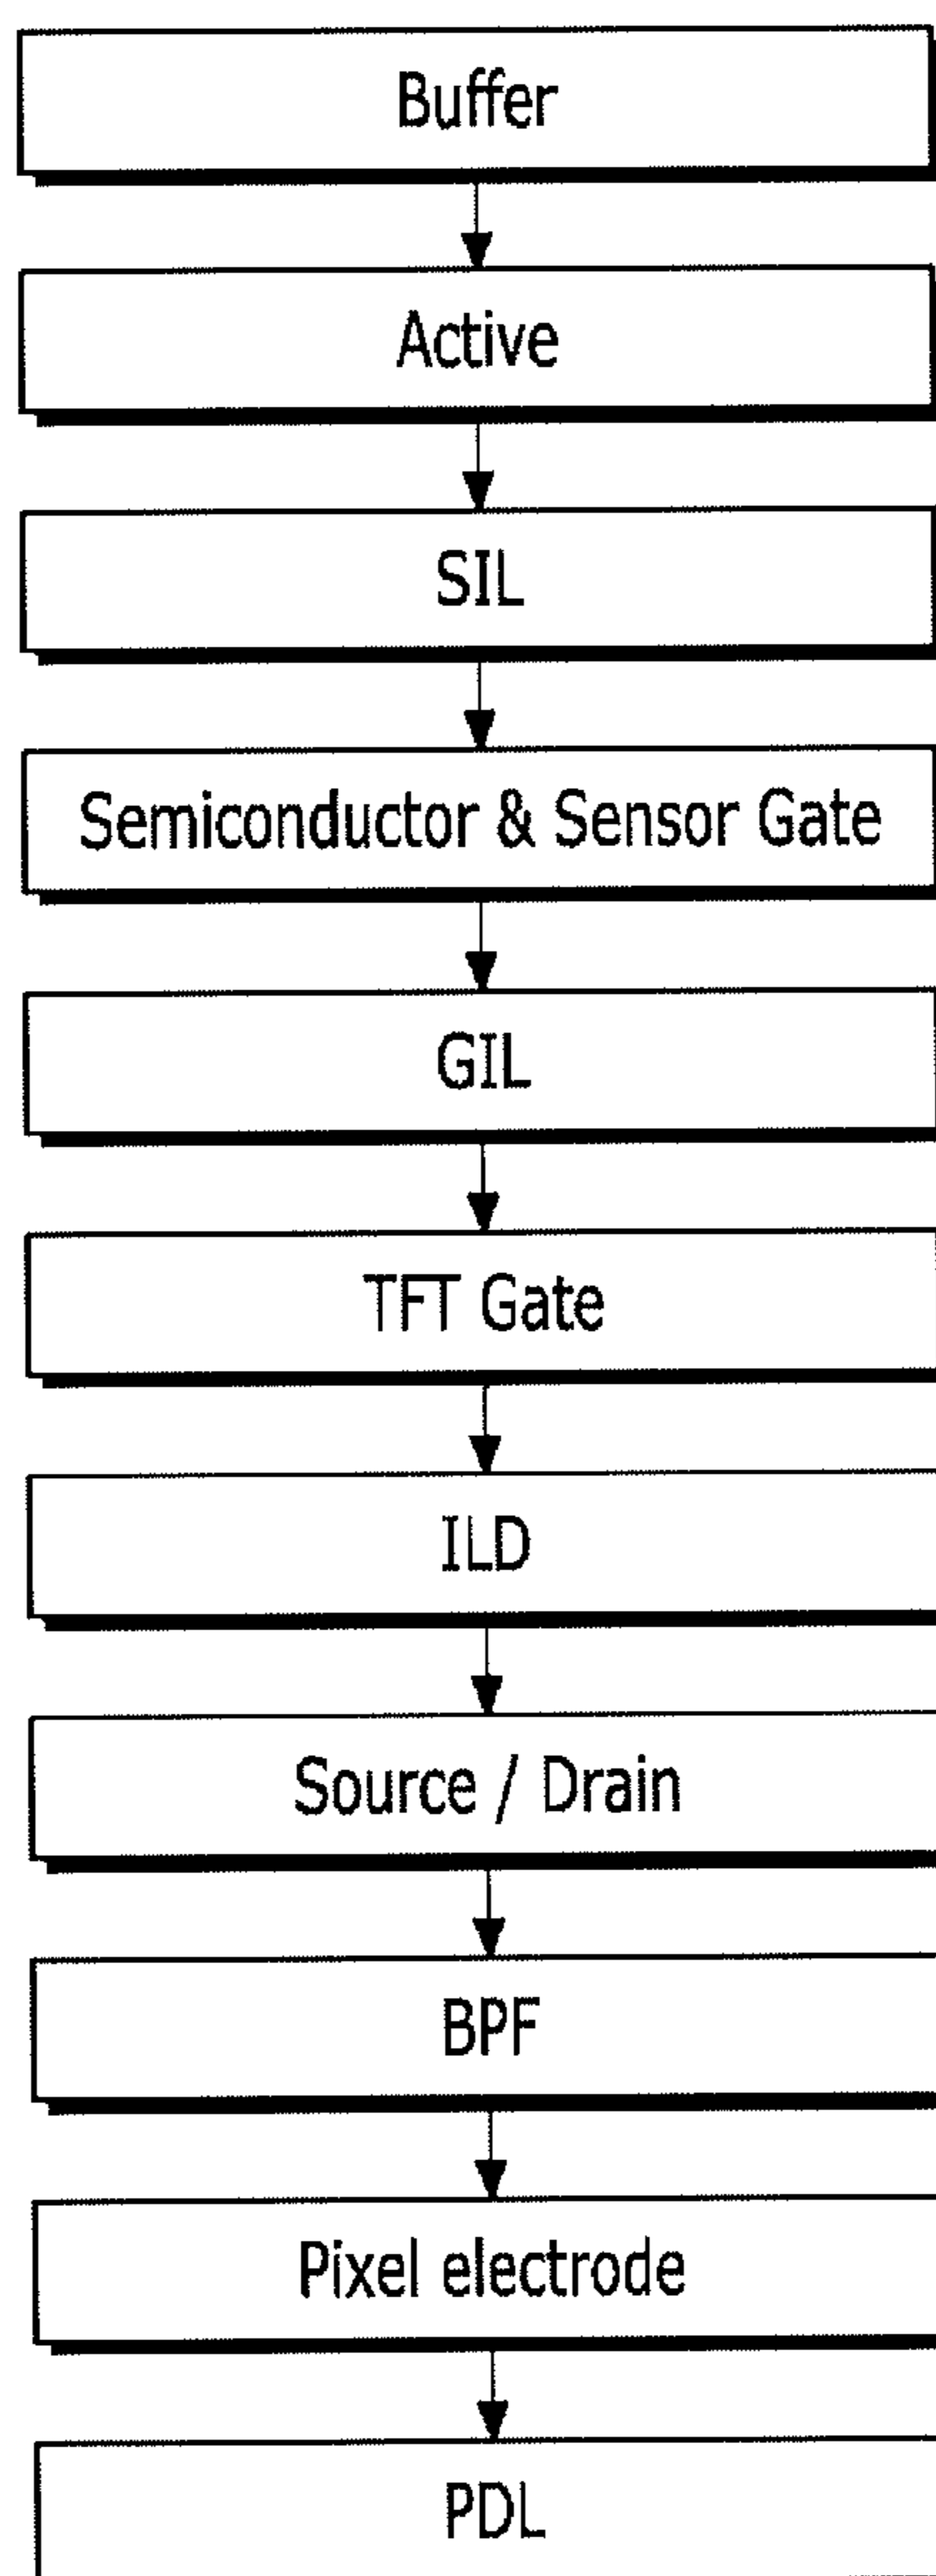 Buffer
Active
SIL
Semiconductor & Sensor Gate
GIL
TFT Gate
ILD
Source / Drain
BPF
Pixel electrode
PDL